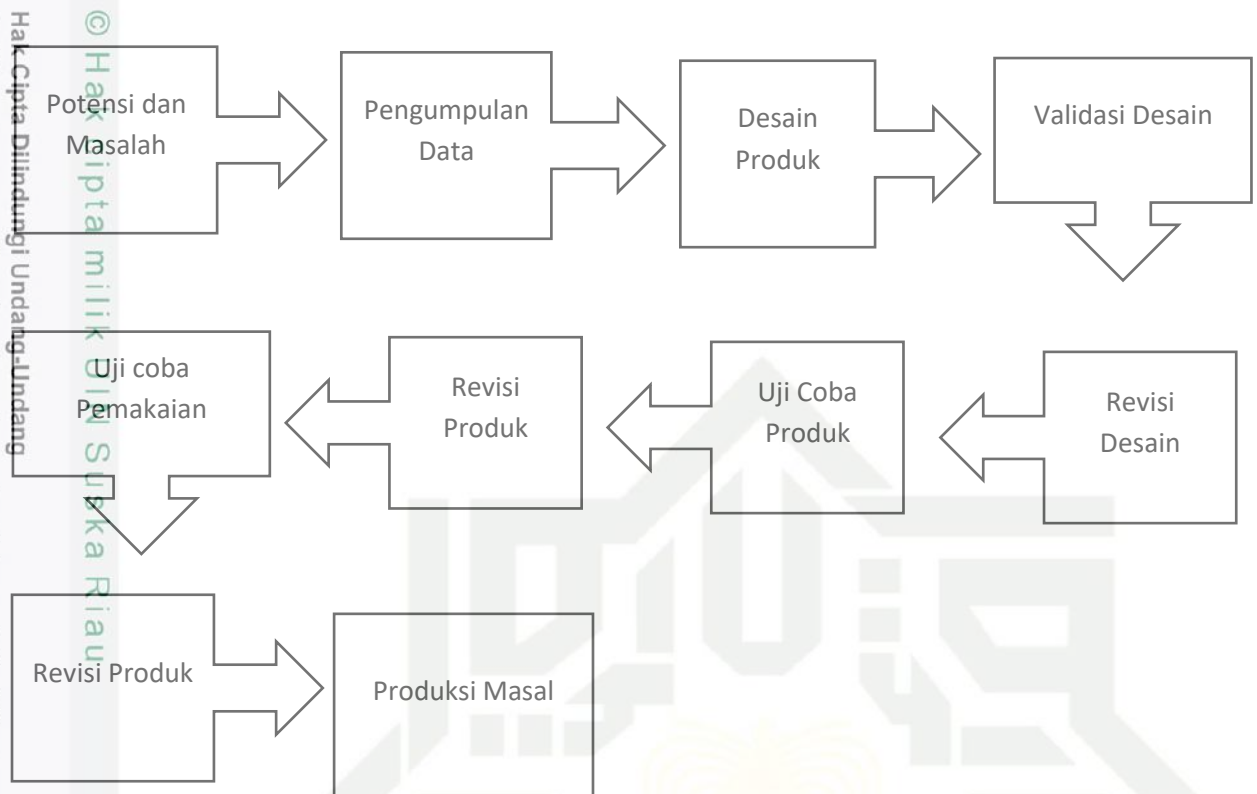 Potensi dan
Masalah
Pengumpulan
Data
Desain
Produk
Validasi Desain
Uji coba
Pemakaian
Revisi
Produk
Uji Coba
Produk
Revisi
Desain
Revisi Produk
Produksi Masal
© Hak cipta milik UIN Suska Riau
Hak Cipta Dilindungi Undang-Undang